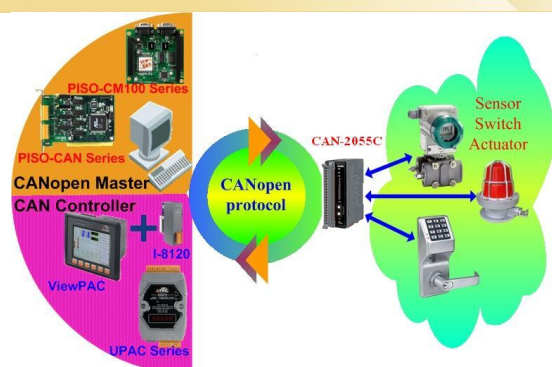 PISO-CM100 Series
PISO-CAN Series
CANopen Master
CAN Controller
I-8120
ViewPAC
UPAC Series
CANopen
protocol
CAN-2055C
Sensor
Switch
Actuator